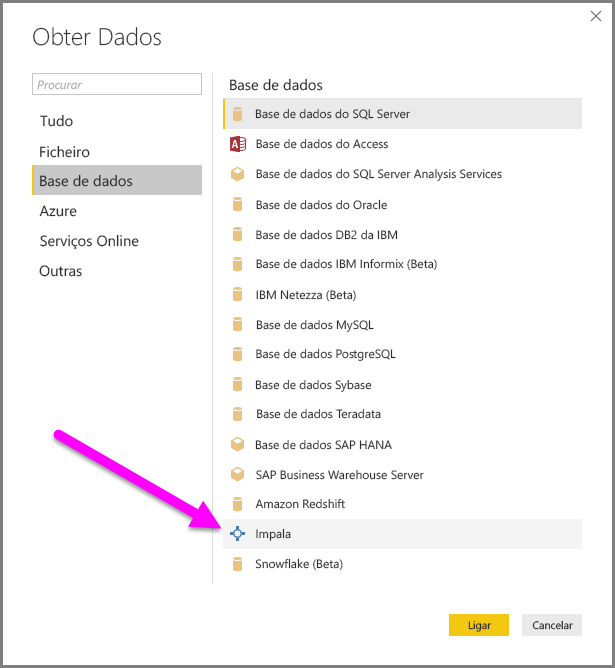 Obter Dados
Procurar
Tudo
Ficheiro
Base de dados
Azure
Serviços Online
Outras
Base de dados
Base de dados do SQL Server
A
Base de dados do Access
Base de dados do SQL Server Analysis Services
Base de dados do Oracle
Base de dados DB2 da IBM
Base de dados IBM Informix (Beta)
IBM Netezza (Beta)
Base de dados MySQL
Base de dados PostgreSQL
Base de dados Sybase
Base de dados Teradata
Base de dados SAP HANA
SAP Business Warehouse Server
Amazon Redshift
Impala
Snowflake (Beta)
Ligar
Cancelar